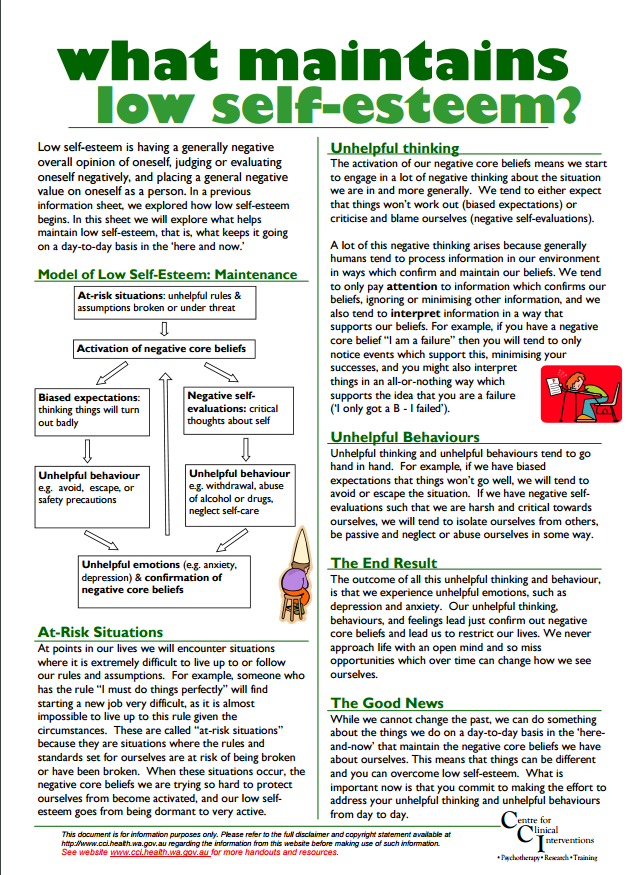 what maintains
low self-esteem?
Low self-esteem is having a generally negative
overall opinion of oneself, judging or evaluating
oneself negatively, and placing a general negative
value on oneself as a person. In a previous
information sheet, we explored how low self-esteem
begins. In this sheet we will explore what helps
maintain low self-esteem, that is, what keeps it going
on a day-to-day basis in the 'here and now.'
Model of Low Self-Esteem: Maintenance
At-risk situations: unhelpful rules &
assumptions broken or under threat
Activation of negative core beliefs
Biased expectations:
thinking things will turn
out badly
Negative self-
evaluations: critical
thoughts about self
Unhelpful behaviour
e.g. avoid, escape, or
safety precautions
Unhelpful behaviour
e.g. withdrawal, abuse
of alcohol or drugs,
neglect self-care
Unhelpful emotions (e.g. anxiety,
depression) & confirmation of
negative core beliefs
At-Risk Situations
At points in our lives we will encounter situations
where it is extremely difficult to live up to or follow
our rules and assumptions. For example, someone who
has the rule "I must do things perfectly" will find
starting a new job very difficult, as it is almost
impossible to live up to this rule given the
circumstances. These are called "at-risk situations"
because they are situations where the rules and
standards set for ourselves are at risk of being broken
or have been broken. When these situations occur, the
negative core beliefs we are trying so hard to protect
ourselves from become activated, and our low self-
esteem goes from being dormant to very active.
Unhelpful thinking
The activation of our negative core beliefs means we start
to engage in a lot of negative thinking about the situation
we are in and more generally. We tend to either expect
that things won't work out (biased expectations) or
criticise and blame ourselves (negative self-evaluations).
A lot of this negative thinking arises because generally
humans tend to process information in our environment
in ways which confirm and maintain our beliefs. We tend
to only pay attention to information which confirms our
beliefs, ignoring or minimising other information, and we
also tend to interpret information in a way that
supports our beliefs. For example, if you have a negative
core belief "I am a failure" then you will tend to only
notice events which support this, minimising your
successes, and you might also interpret
things in an all-or-nothing way which
supports the idea that you are a failure
('I only got a B - I failed').
Unhelpful Behaviours
Unhelpful thinking and unhelpful behaviours tend to go
hand in hand. For example, if we have biased
expectations that things won't go well, we will tend to
avoid or escape the situation. If we have negative self-
evaluations such that we are harsh and critical towards
ourselves, we will tend to isolate ourselves from others,
be passive and neglect or abuse ourselves in some way.
The End Result
The outcome of all this unhelpful thinking and behaviour,
is that we experience unhelpful emotions, such as
depression and anxiety. Our unhelpful thinking,
behaviours, and feelings lead just confirm out negative
core beliefs and lead us to restrict our lives. We never
approach life with an open mind and so miss
opportunities which over time can change how we see
ourselves.
The Good News
While we cannot change the past, we can do something
about the things we do on a day-to-day basis in the 'here-
and-now' that maintain the negative core beliefs we have
about ourselves. This means that things can be different
and you can overcome low self-esteem. What is
important now is that you commit to making the effort to
address your unhelpful thinking and unhelpful behaviours
from day to day.
Centre for
Clinical
Interventions
• Psychotherapy • Research • Training
This document is for information purposes only. Please refer to the full disclaimer and copyright statement available at
http://www.cci.health.wa.gov.au regarding the information from this website before making use of such information.
See website www.cci.health.wa.gov.au for more handouts and resources.